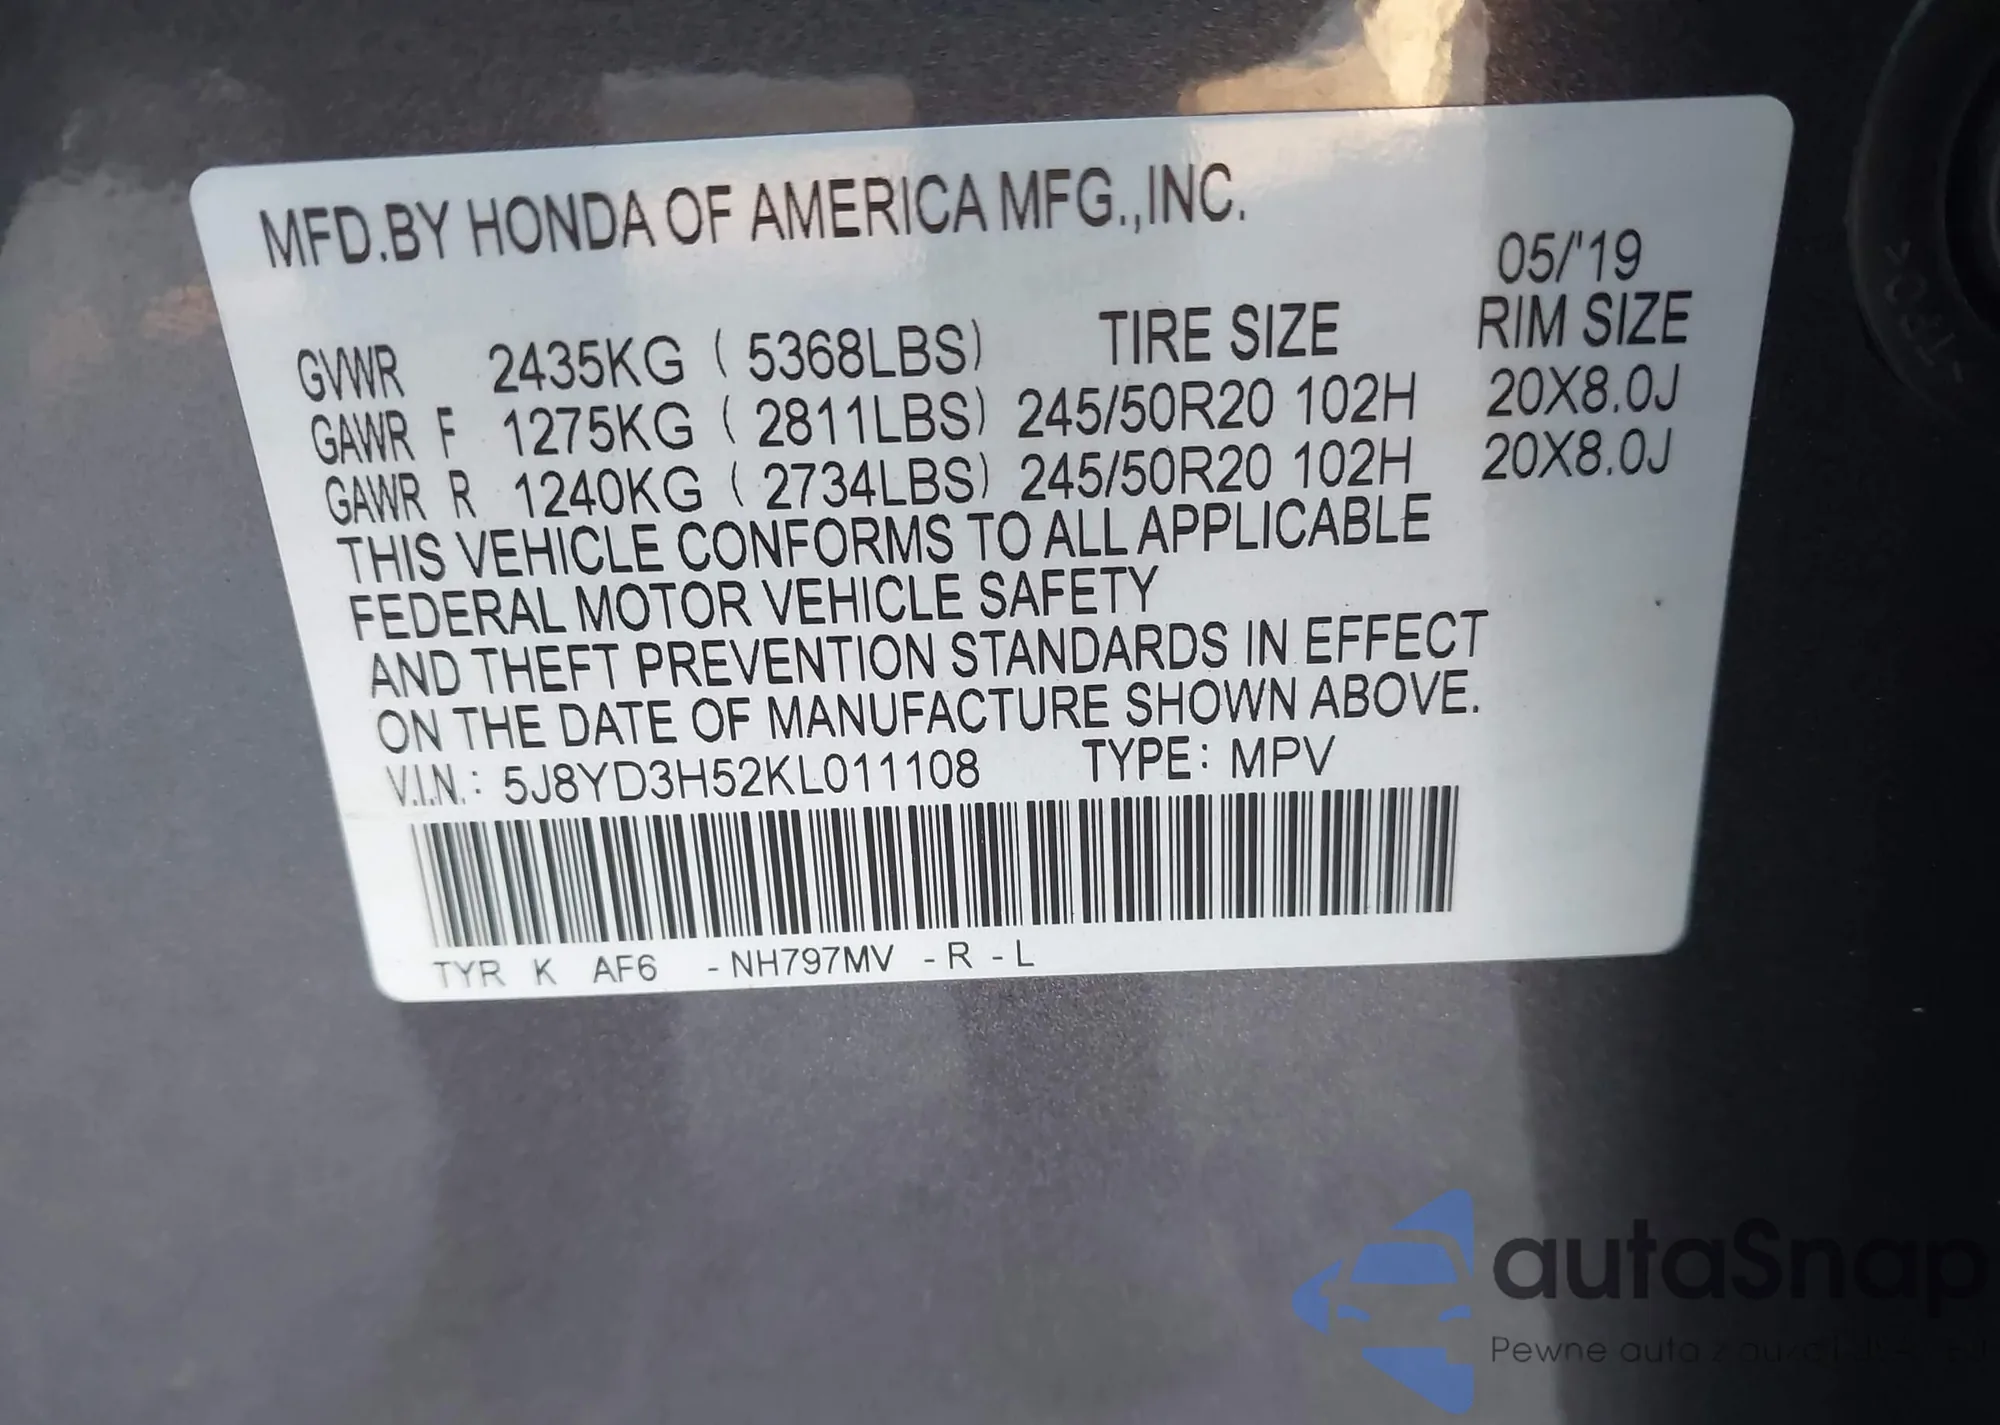 MFD.BY HONDA OF AMERICA MFG.,INC.
05/'19
GVWR 2435KG ( 5368LBS) TIRE SIZE RIM SIZE
GAWR F 1275KG ( 2811LBS) 245/50R20 102H 20X8.0J
GAWR R 1240KG ( 2734LBS) 245/50R20 102H 20X8.0J
THIS VEHICLE CONFORMS TO ALL APPLICABLE
FEDERAL MOTOR VEHICLE SAFETY
AND THEFT PREVENTION STANDARDS IN EFFECT
ON THE DATE OF MANUFACTURE SHOWN ABOVE.
V.I.N.: 5J8YD3H52KL011108 TYPE: MPV
TYR K AF6 -NH797MV -R -L
autaSnap
Pewne auta z